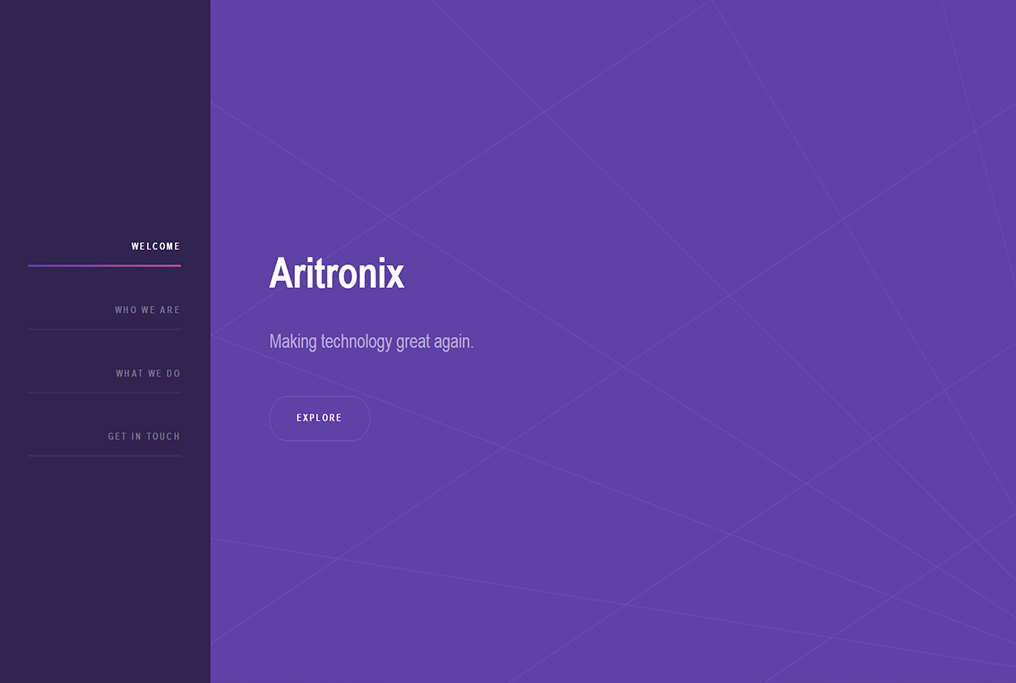 WELCOME
WHO WE ARE
WHAT WE DO
GET IN TOUCH
Aritronix
Making technology great again.
EXPLORE